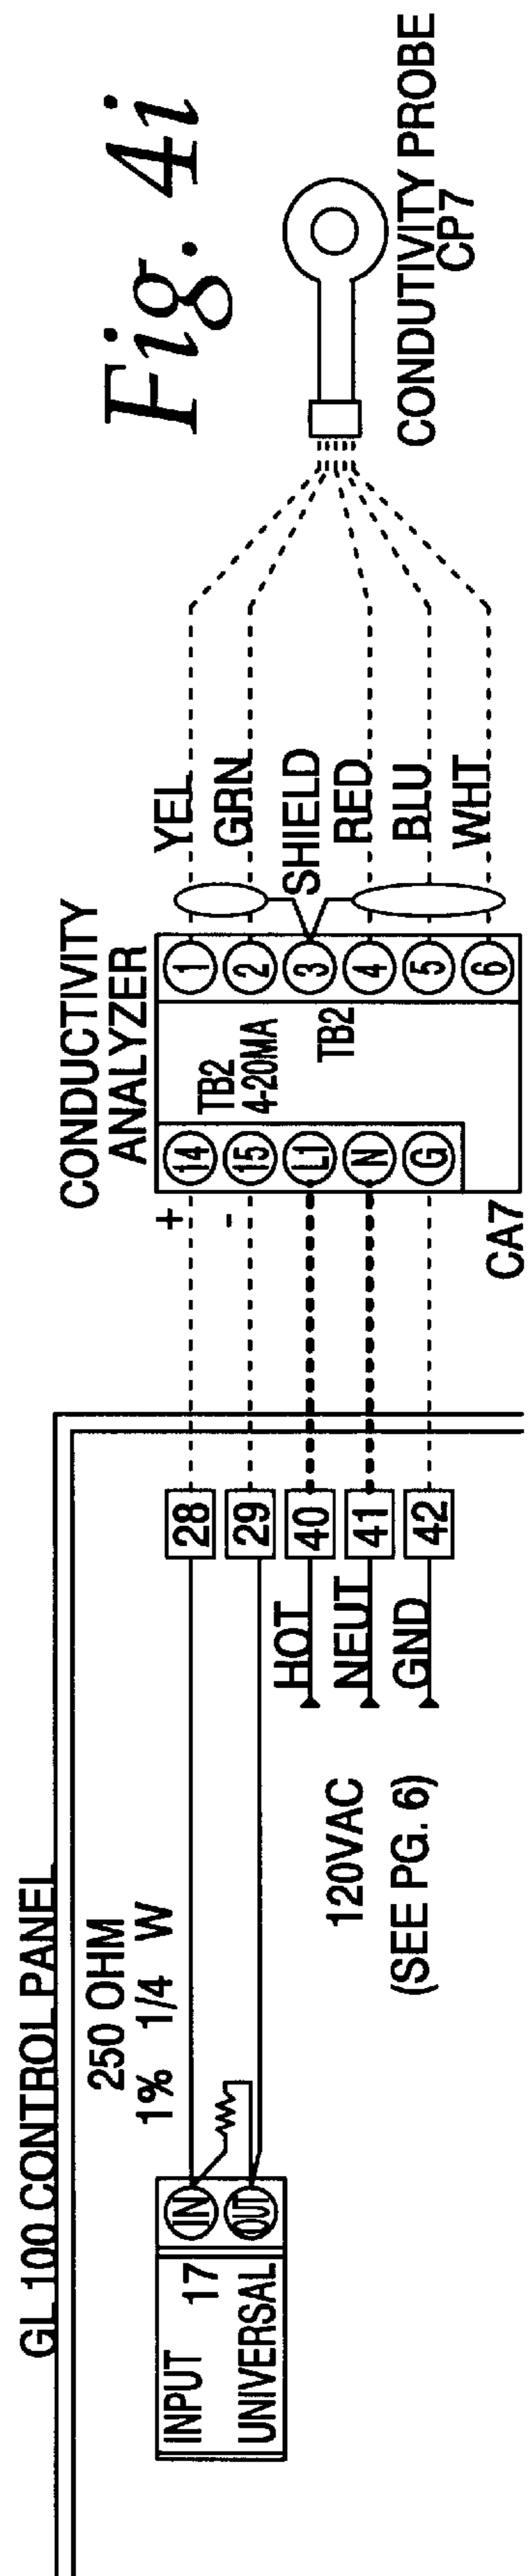 Fig. 4i
GL 100 CONTROL PANEL
250 OHM
1% 1/4 W
INPUT
17
UNIVERSAL
IN
OUT
28
29
40
41
42
HOT
NEUT
GND
120VAC
(SEE PG. 6)
+
-
CONDUCTIVITY
ANALYZER
14
15
L1
N
G
TB2
4-20MA
TB2
1
2
3
4
5
6
CA7
YEL
GRN
SHIELD
RED
BLU
WHT
CONDUTIVITY PROBE
CP7